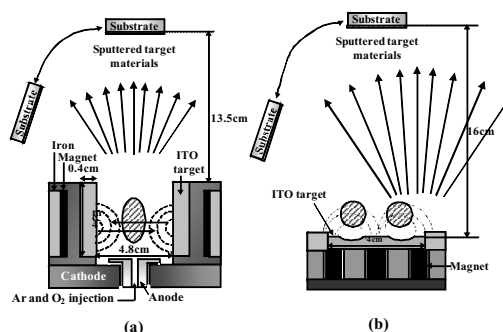 Substrate
Sputtered target
materials
Substrate
13.5cm
Iron
Magnet
0.4cm
ITO
target
4.8cm
Cathode
Ar and O2 injection
Anode
(a)
Substrate
Sputtered target
materials
Substrate
16cm
ITO target
4cm
Magnet
(b)